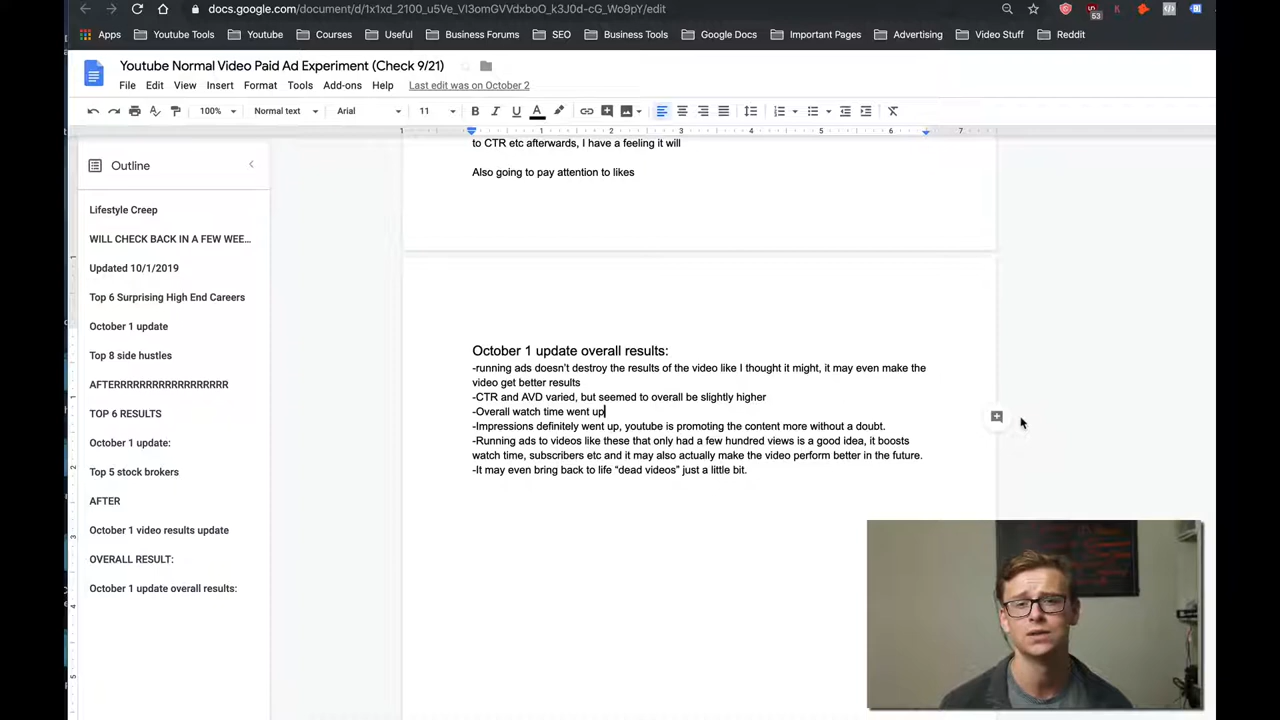 docs.google.com/document/d/1x1xd_2100_u5Ve_VI3omGVVdxboO_k3J0d-cG_Wo9pY/edit
53
Apps
Youtube Tools
Youtube
Courses
Useful
Business Forums
SEO
Business Tools
Google Docs
Important Pages
Advertising
Video Stuff
Reddit
Youtube Normal Video Paid Ad Experiment (Check 9/21)
File Edit View Insert Format Tools Add-ons Help Last edit was on October 2
100% Normal text Arial 11 B I U A
1 1 2 3 4 5 6 7
Outline
Lifestyle Creep
WILL CHECK BACK IN A FEW WEE...
Updated 10/1/2019
Top 6 Surprising High End Careers
October 1 update
Top 8 side hustles
AFTERRRRRRRRRRRRRRRRR
TOP 6 RESULTS
October 1 update:
Top 5 stock brokers
AFTER
October 1 video results update
OVERALL RESULT:
October 1 update overall results:
to CTR etc afterwards, I have a feeling it will
Also going to pay attention to likes
October 1 update overall results:
-running ads doesn't destroy the results of the video like I thought it might, it may even make the
video get better results
-CTR and AVD varied, but seemed to overall be slightly higher
-Overall watch time went up
-Impressions definitely went up, youtube is promoting the content more without a doubt.
-Running ads to videos like these that only had a few hundred views is a good idea, it boosts
watch time, subscribers etc and it may also actually make the video perform better in the future.
-It may even bring back to life “dead videos” just a little bit.